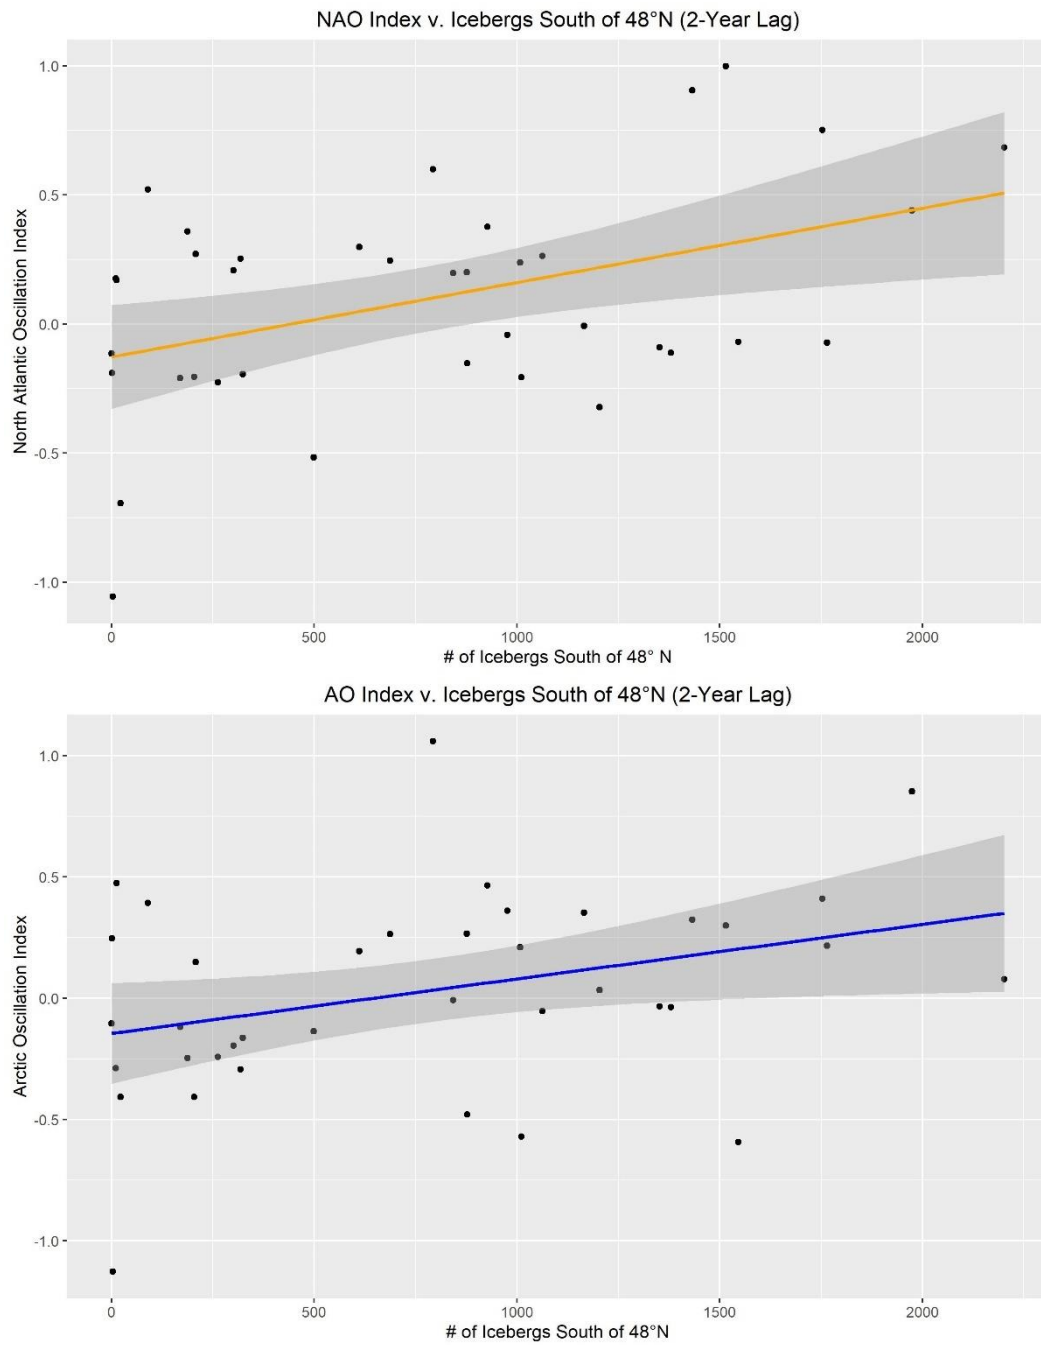 NAO Index v. Icebergs South of 48°N (2-Year Lag)
1.0
0.5
0.0
-0.5
-1.0
North Atlantic Oscillation Index
0 500 1000 1500 2000
# of Icebergs South of 48° N
AO Index v. Icebergs South of 48°N (2-Year Lag)
1.0
0.5
0.0
-0.5
-1.0
Arctic Oscillation Index
0 500 1000 1500 2000
# of Icebergs South of 48°N